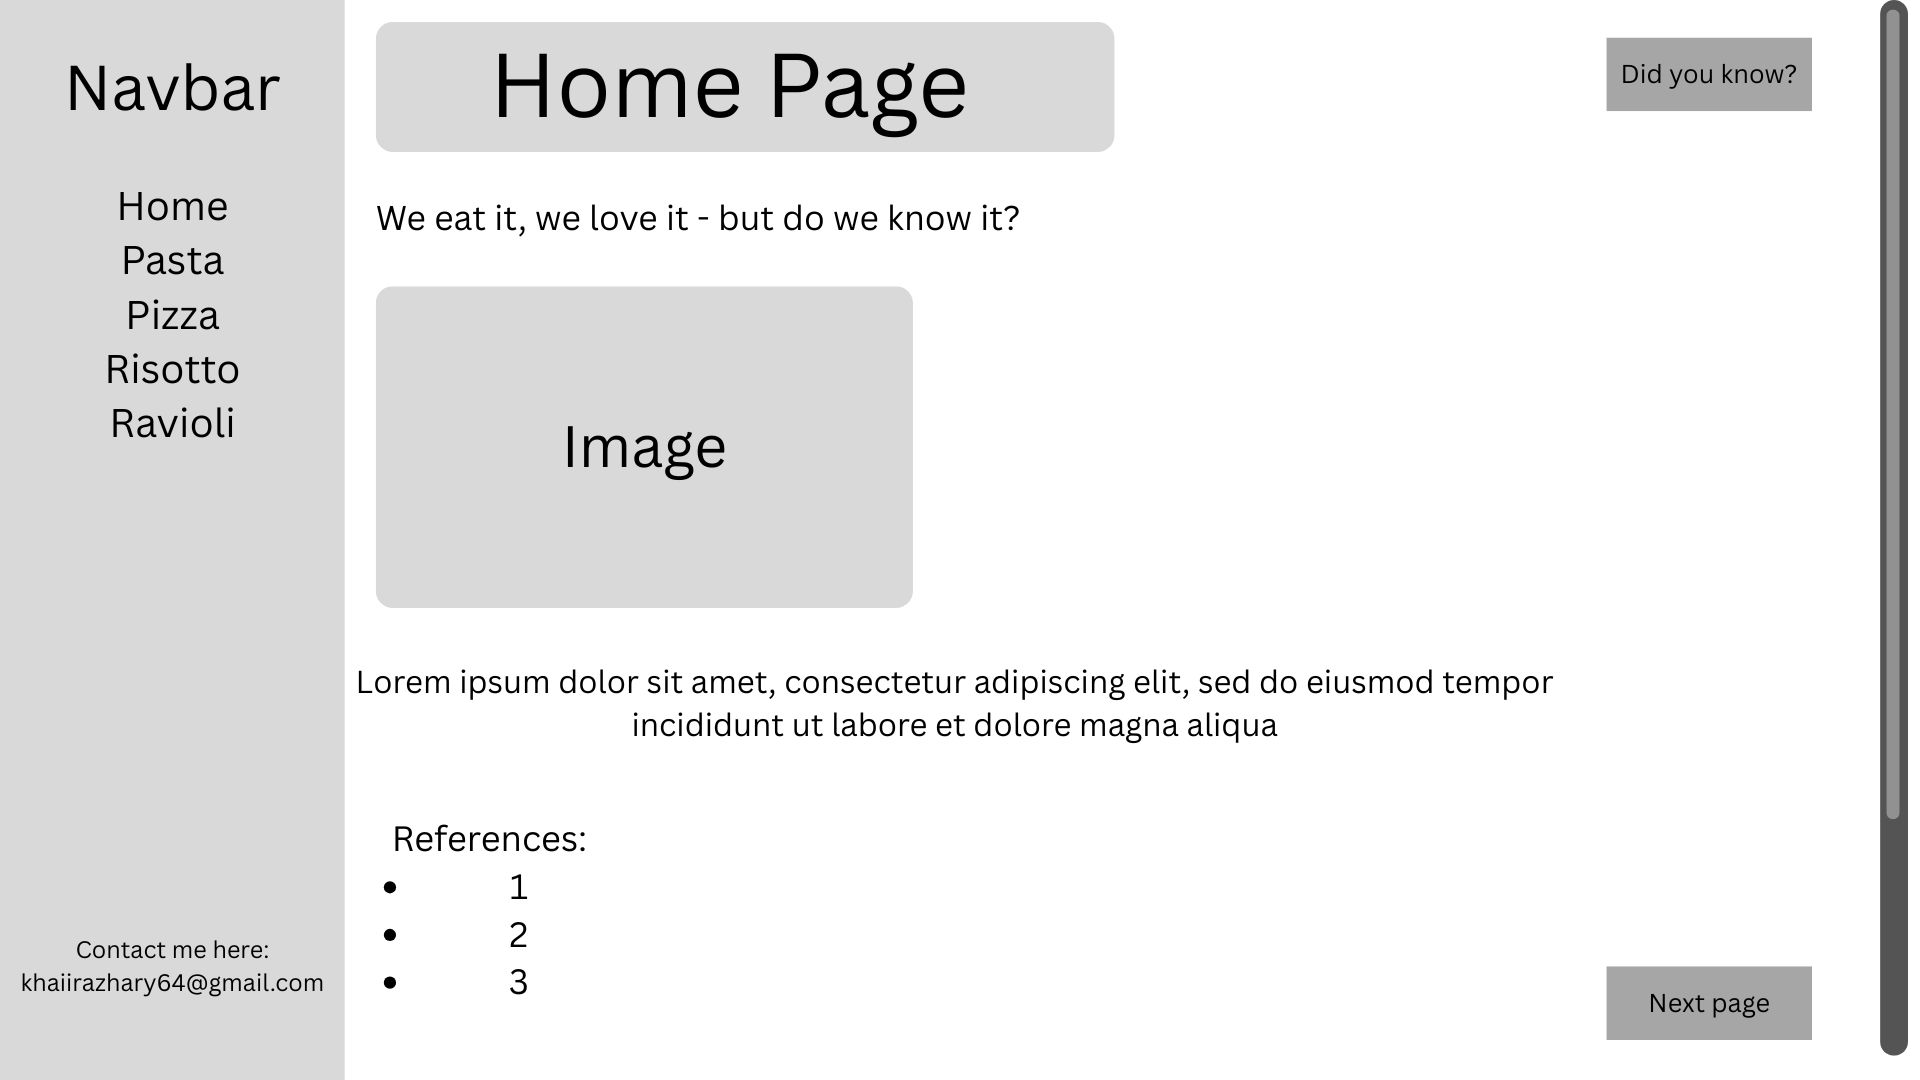 Navbar
Home
Pasta
Pizza
Risotto
Ravioli
Contact me here:
khaiirazhary64@gmail.com
Home Page
Did you know?
We eat it, we love it - but do we know it?
Image
Lorem ipsum dolor sit amet, consectetur adipiscing elit, sed do eiusmod tempor
incididunt ut labore et dolore magna aliqua
References:
• 1
• 2
• 3
Next page